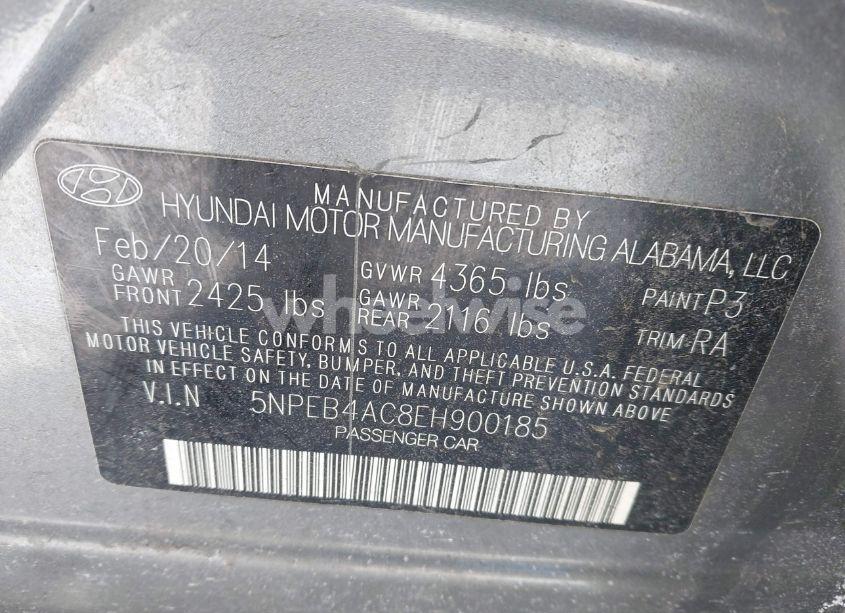 MANUFACTURED BY
HYUNDAI MOTOR MANUFACTURING ALABAMA, LLC
Feb/20/14 GVWR 4365 lbs PAINT P3
GAWR FRONT 2425 lbs GAWR REAR 2116 lbs TRIM RA
THIS VEHICLE CONFORMS TO ALL APPLICABLE U.S.A. FEDERAL
MOTOR VEHICLE SAFETY, BUMPER, AND THEFT PREVENTION STANDARDS
IN EFFECT ON THE DATE OF MANUFACTURE SHOWN ABOVE
V.I.N 5NPEB4AC8EH900185
PASSENGER CAR
wheelwise